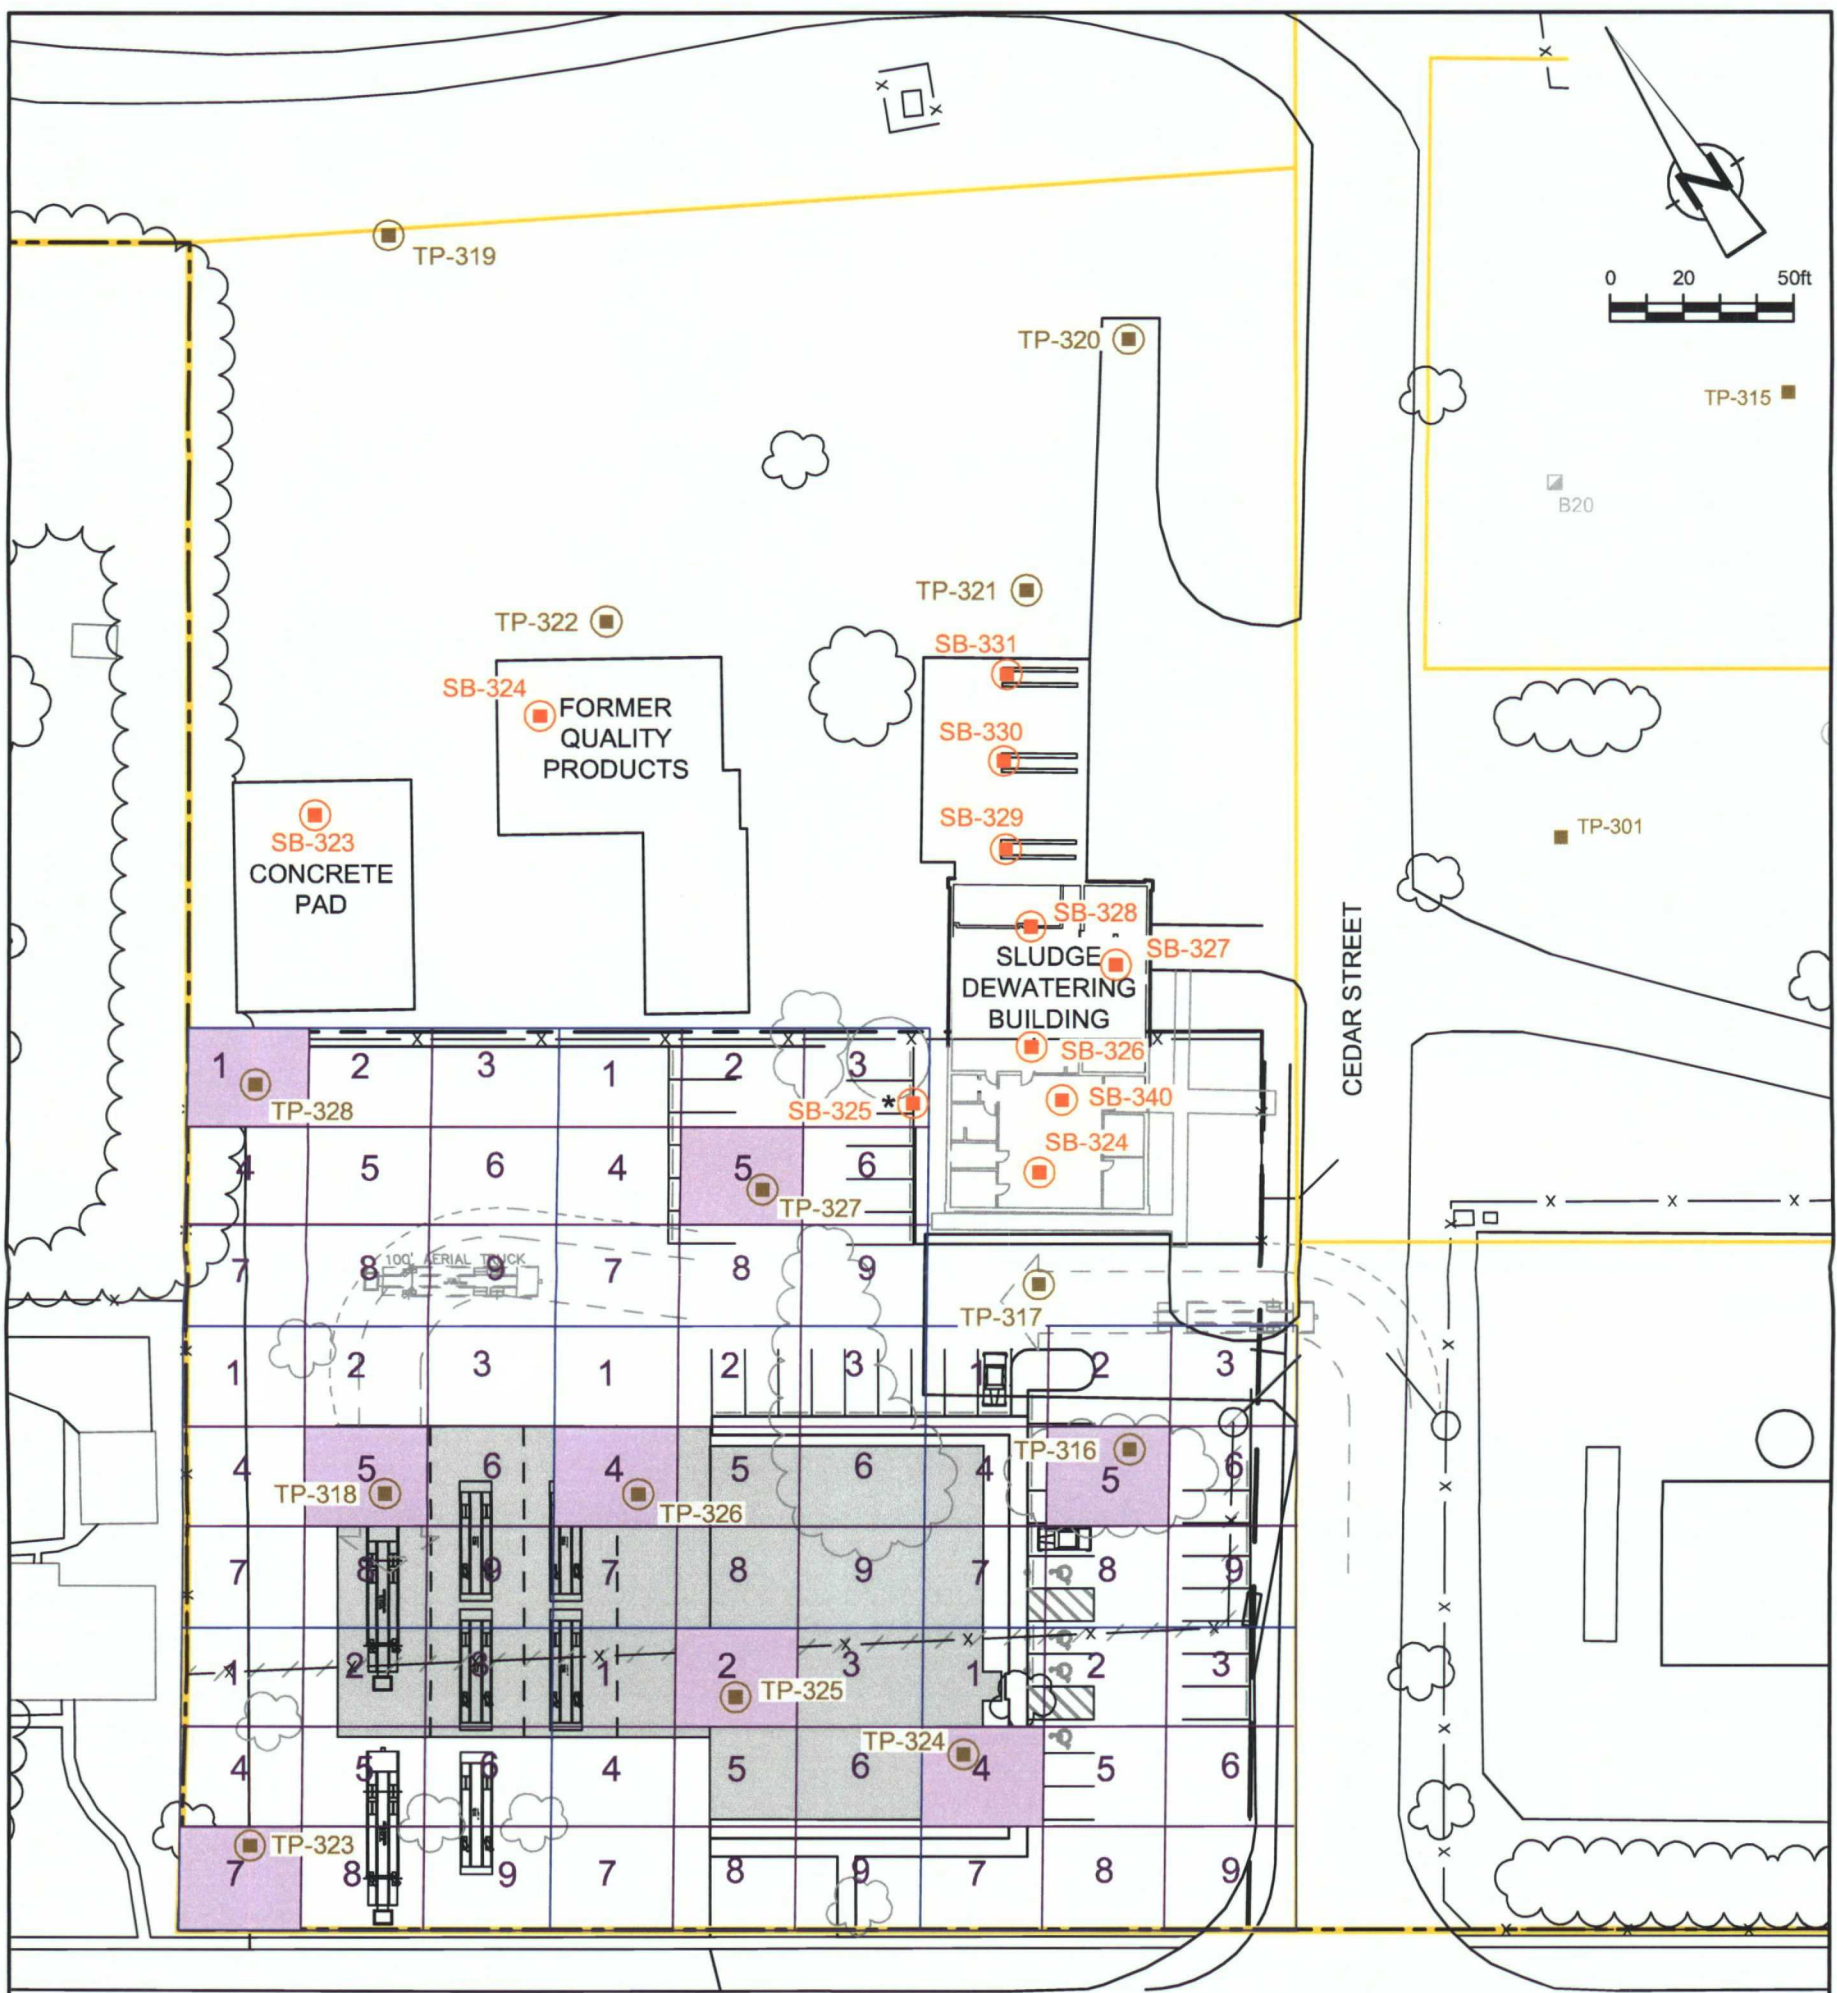 N
0 20 50ft
TP-319
TP-320
TP-315
B20
TP-321
TP-322
SB-331
SB-324
FORMER
QUALITY
PRODUCTS
SB-330
SB-329
TP-301
SB-323
CONCRETE
PAD
CEDAR STREET
SB-328
SB-327
SLUDGE
DEWATERING
BUILDING
SB-326
1 2 3 1 2 3
TP-328
SB-325 *
SB-340
SB-324
4 5 6 4 5 6
TP-327
7 8 9 7 8 9
100' AERIAL TRUCK
TP-317
1 2 3 1 2 3 1 2 3
4 5 6 4 5 6 4 5 6
TP-318
TP-326
TP-316
7 8 9 7 8 9 7 8 9
1 2 3 1 2 3 1 2 3
TP-325
TP-324
4 5 6 4 5 6 4 5 6
TP-323
7 8 9 7 8 9 7 8 9